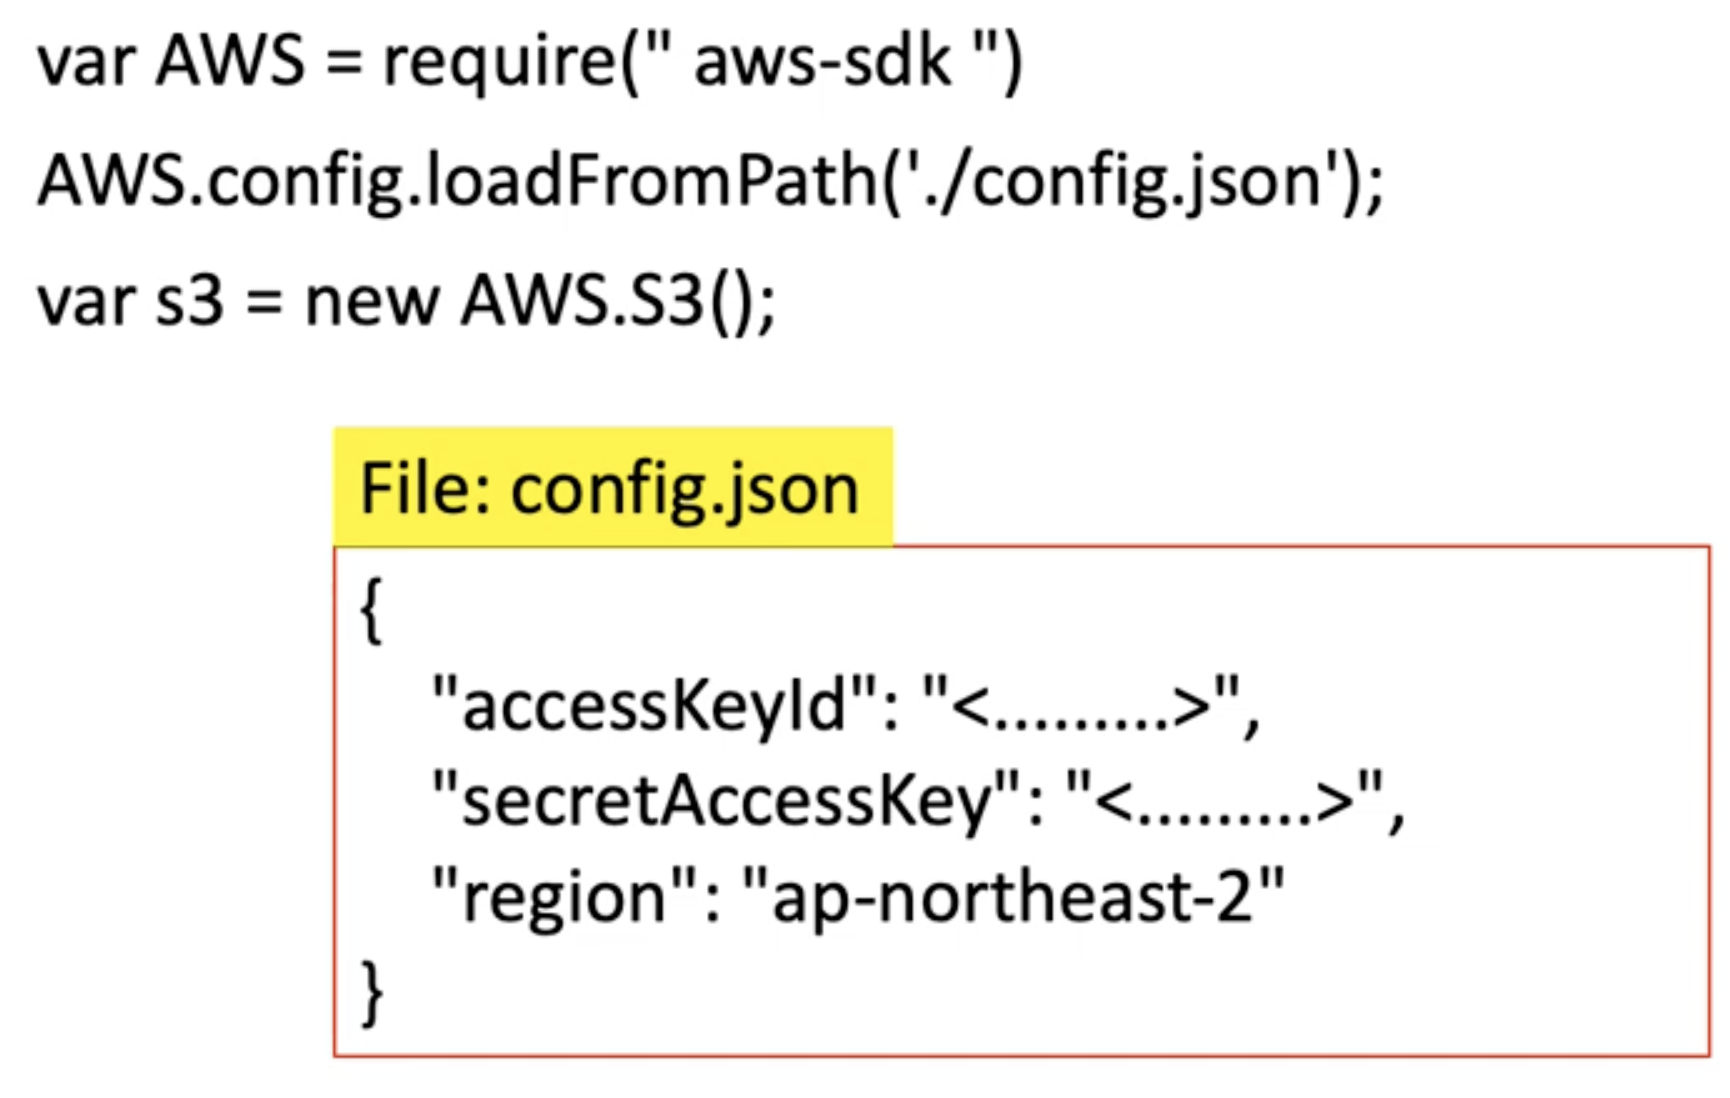 var AWS = require(" aws-sdk ")
AWS.config.loadFromPath('./config.json');
var s3 = new AWS.S3();
File: config.json
{
"accessKeyId": "<.........>",
"secretAccessKey": "<.........>",
"region": "ap-northeast-2"
}